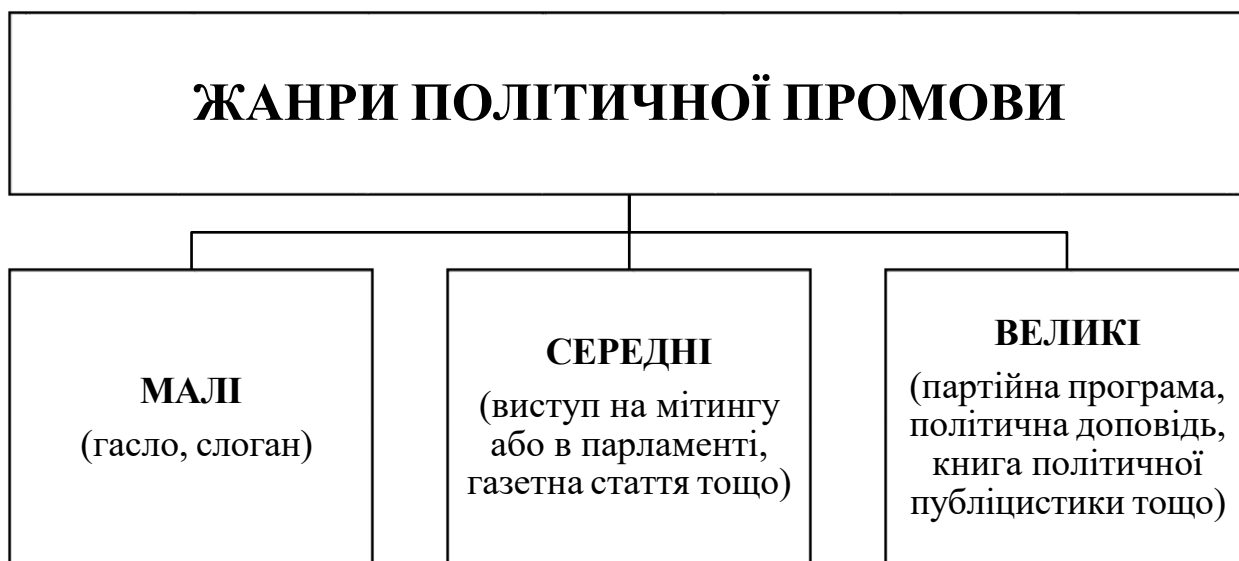 ЖАНРИ ПОЛІТИЧНОЇ ПРОМОВИ
МАЛІ
(гасло, слоган)
СЕРЕДНІ
(виступ на мітингу
або в парламенті,
газетна стаття тощо)
ВЕЛИКІ
(партійна програма,
політична доповідь,
книга політичної
публіцистики тощо)